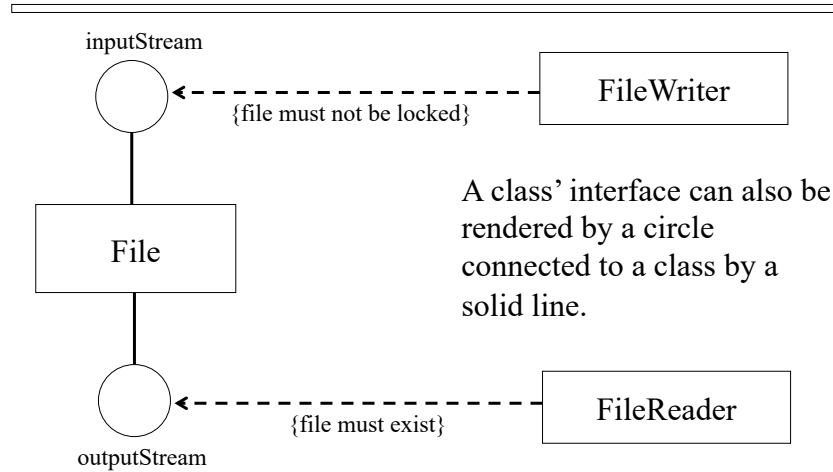 inputStream
FileWriter
{file must not be locked}
A class’ interface can also be
rendered by a circle
connected to a class by a
solid line.
File
FileReader
{file must exist}
outputStream